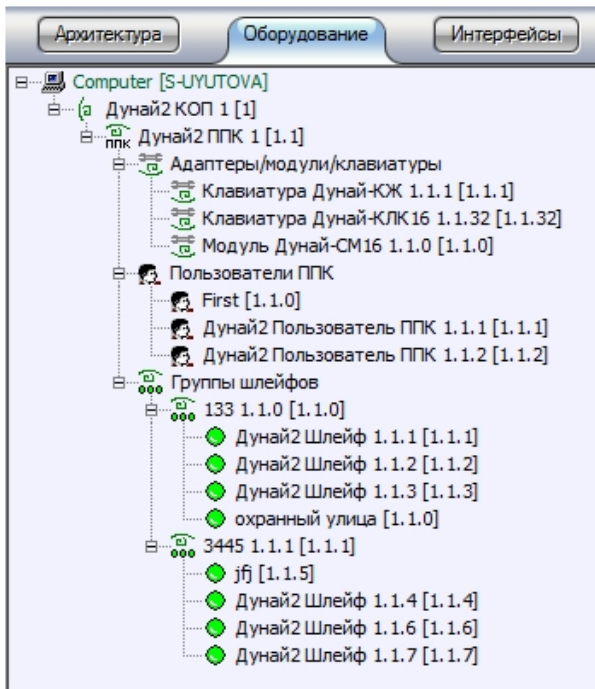 Архитектура Оборудование Интерфейсы
Computer [S-UYUTOVA]
Дунай2 КОП 1 [1]
ППК Дунай2 ППК 1 [1.1]
Адаптеры/модули/клавиатуры
Клавиатура Дунай-КЖ 1.1.1 [1.1.1]
Клавиатура Дунай-КЛК16 1.1.32 [1.1.32]
Модуль Дунай-СМ16 1.1.0 [1.1.0]
Пользователи ППК
First [1.1.0]
Дунай2 Пользователь ППК 1.1.1 [1.1.1]
Дунай2 Пользователь ППК 1.1.2 [1.1.2]
Группы шлейфов
133 1.1.0 [1.1.0]
Дунай2 Шлейф 1.1.1 [1.1.1]
Дунай2 Шлейф 1.1.2 [1.1.2]
Дунай2 Шлейф 1.1.3 [1.1.3]
охранный улица [1.1.0]
3445 1.1.1 [1.1.1]
jfj [1.1.5]
Дунай2 Шлейф 1.1.4 [1.1.4]
Дунай2 Шлейф 1.1.6 [1.1.6]
Дунай2 Шлейф 1.1.7 [1.1.7]